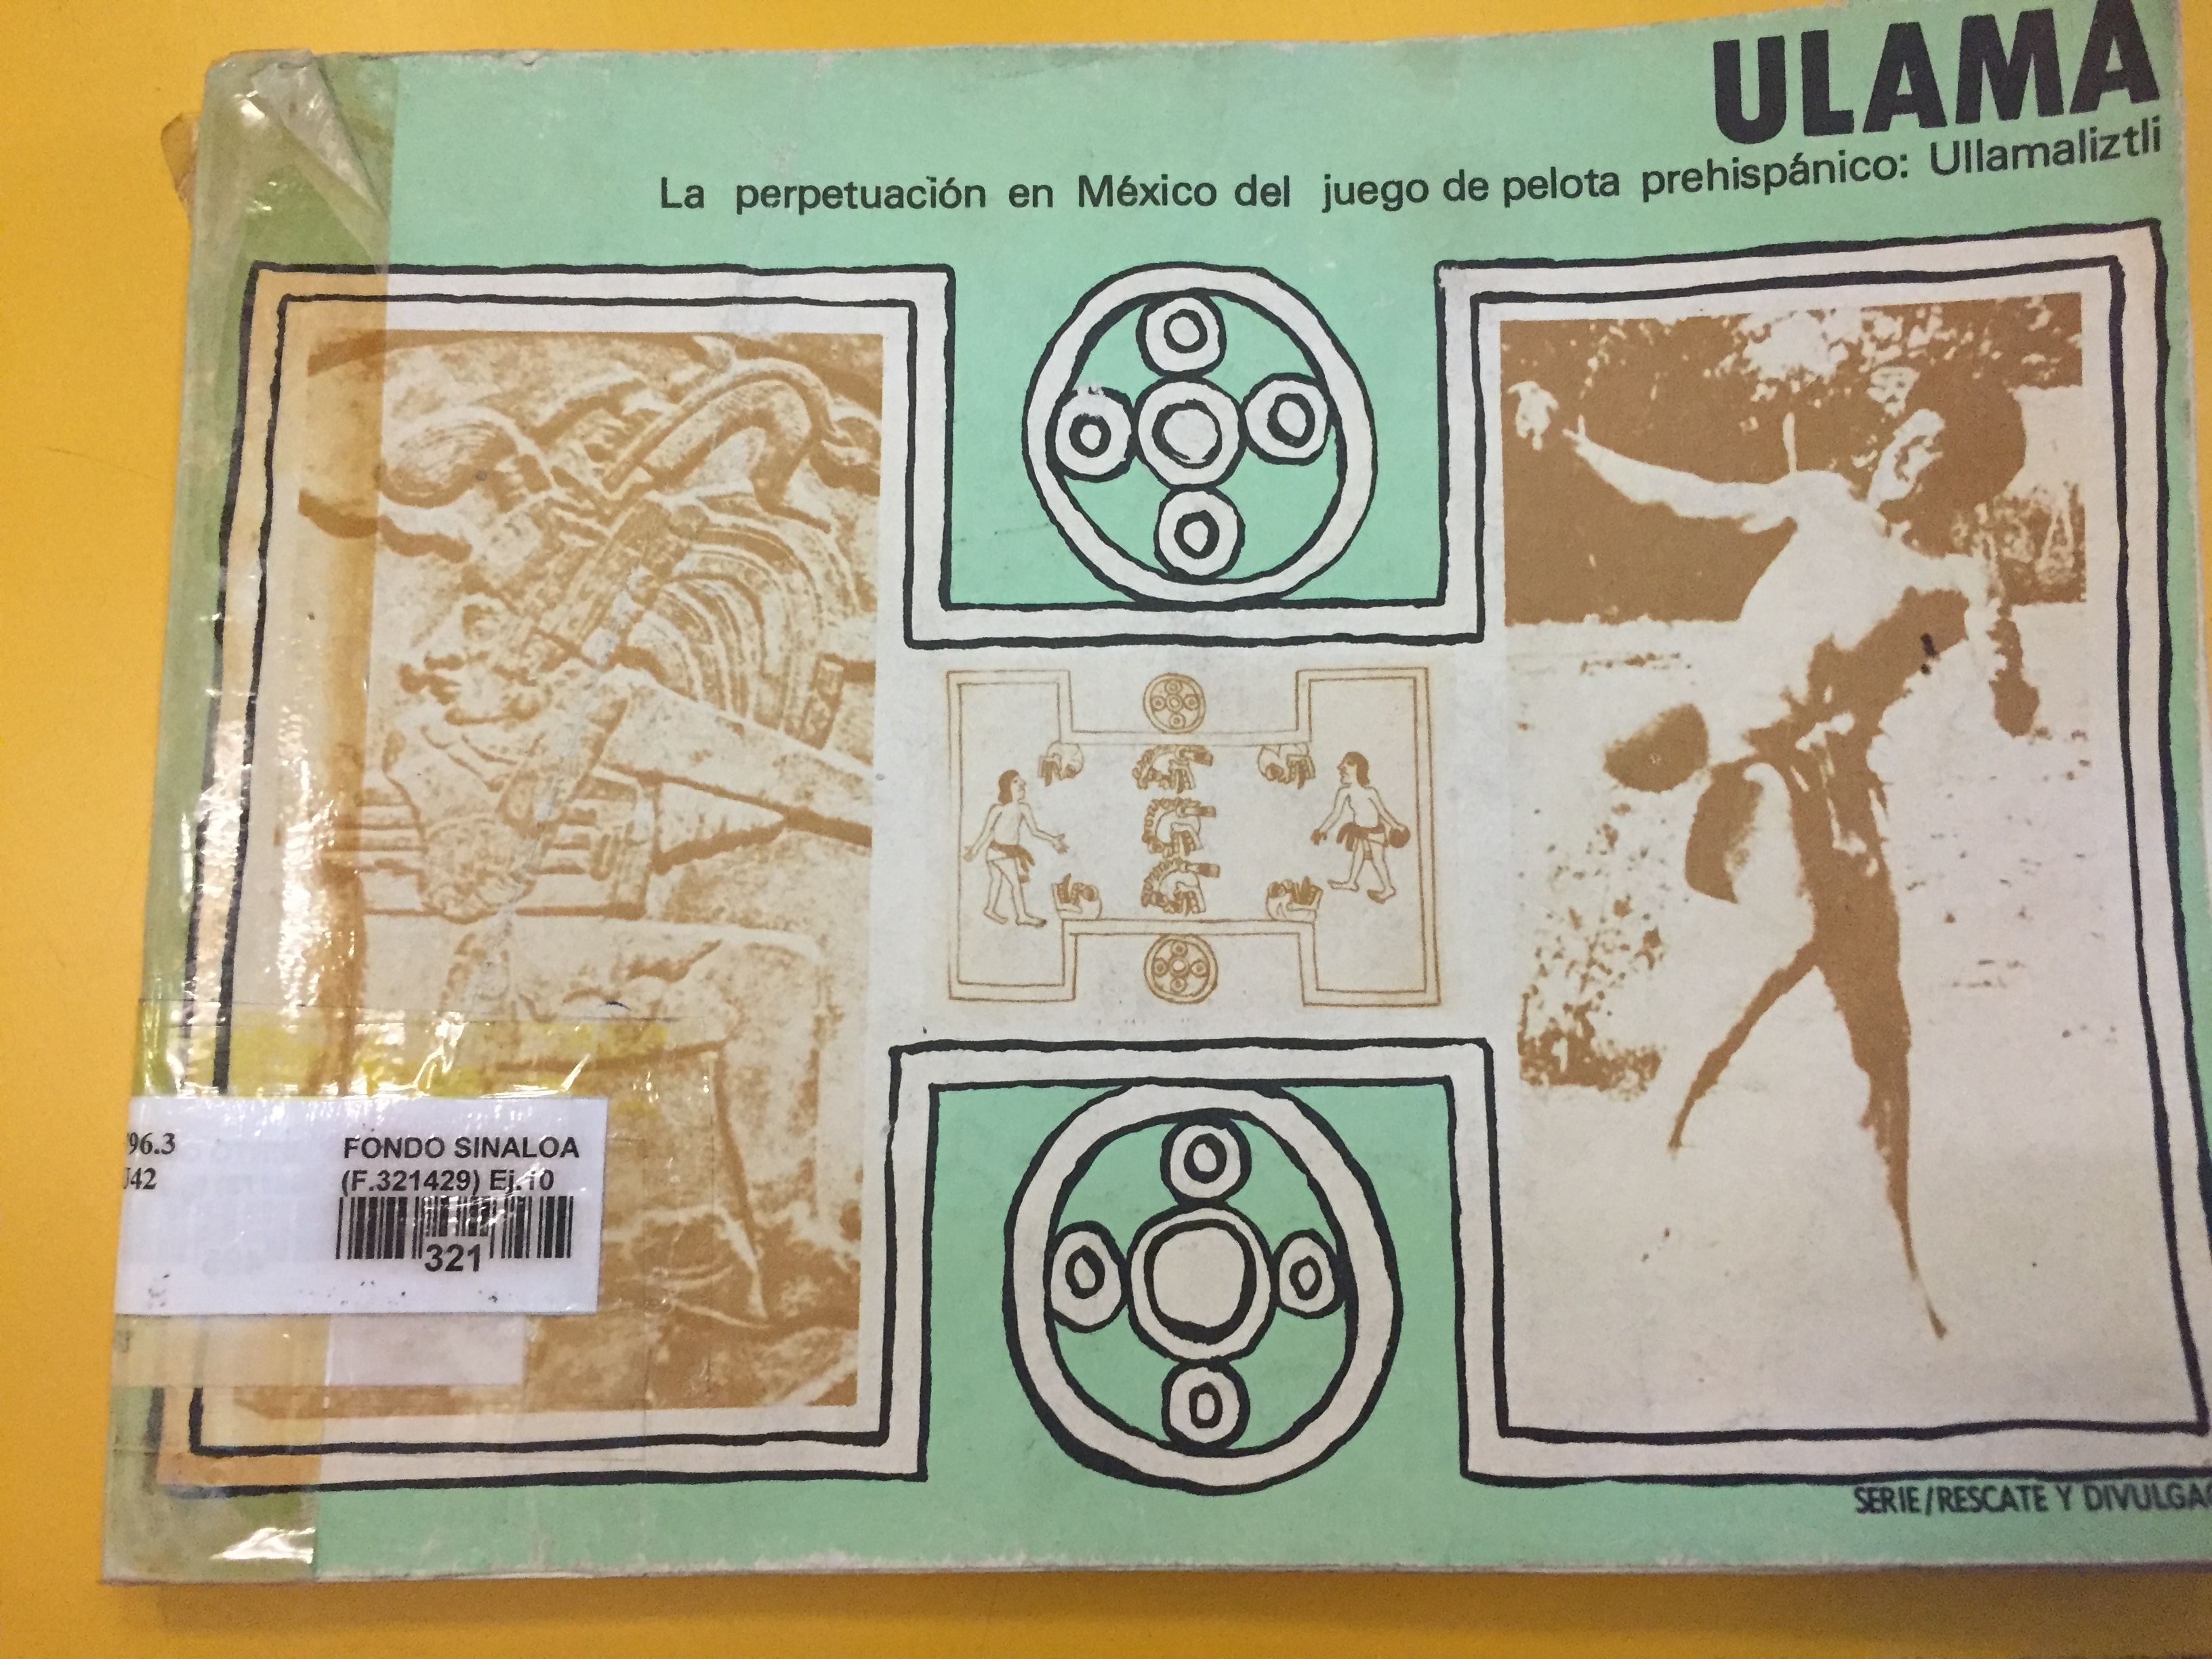 ULAMA
La perpetuación en México del juego de pelota prehispánico: Ullamaliztli
96.3
J42
FONDO SINALOA
(F.321429) Ej.10
321
SERIE/RESCATE Y